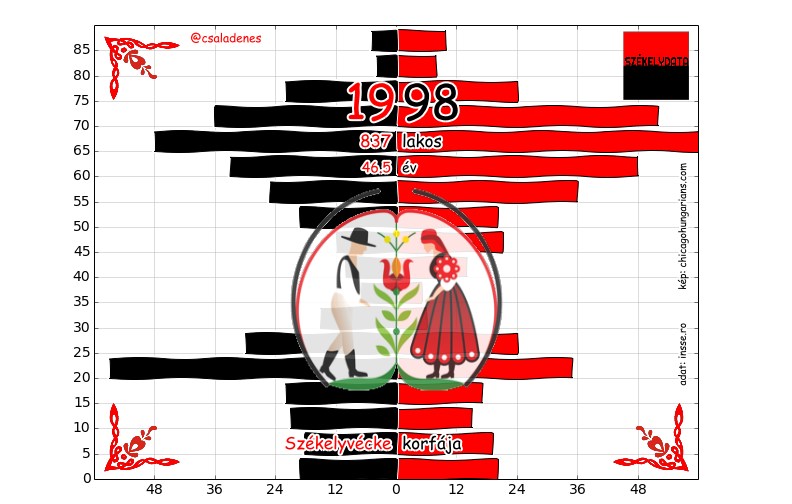 @csaladenes
SZÉKELYDATA
1998
837 lakos
46.5 év
kép: chicagohungarians.com
adat: insse.ro
Székelyvécke korfája
85
80
75
70
65
60
55
50
45
40
35
30
25
20
15
10
5
0
48 36 24 12 0 12 24 36 48